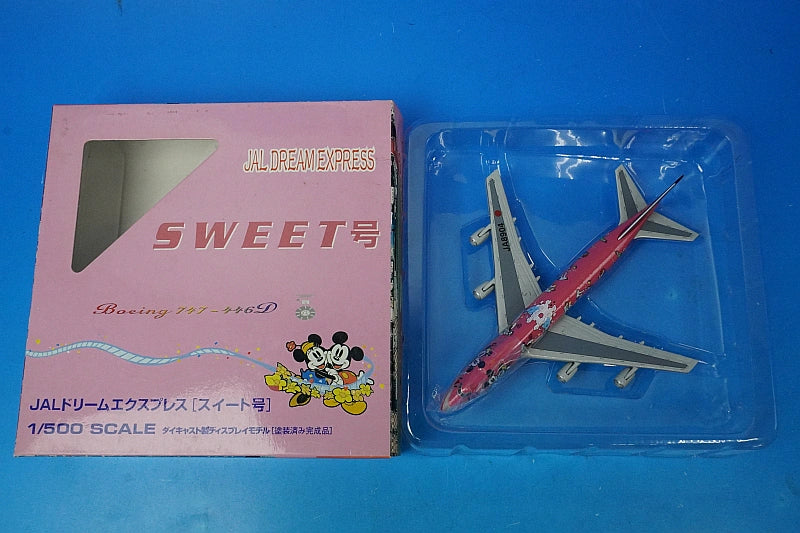 JAL DREAM EXPRESS
SWEET号
Boeing 747-446D
JALドリームエクスプレス[スイート号]
1/500 SCALE ダイキャスト製ディスプレイモデル[塗装済み完成品]
JA8904